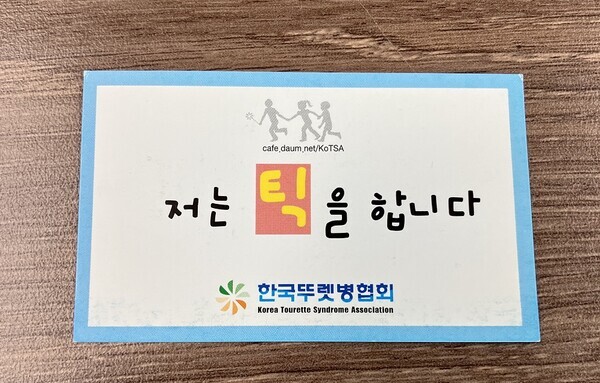 cafe.daum.net/KoTSA
저는 틱을 합니다
한국뚜렛병협회
Korea Tourette Syndrome Association